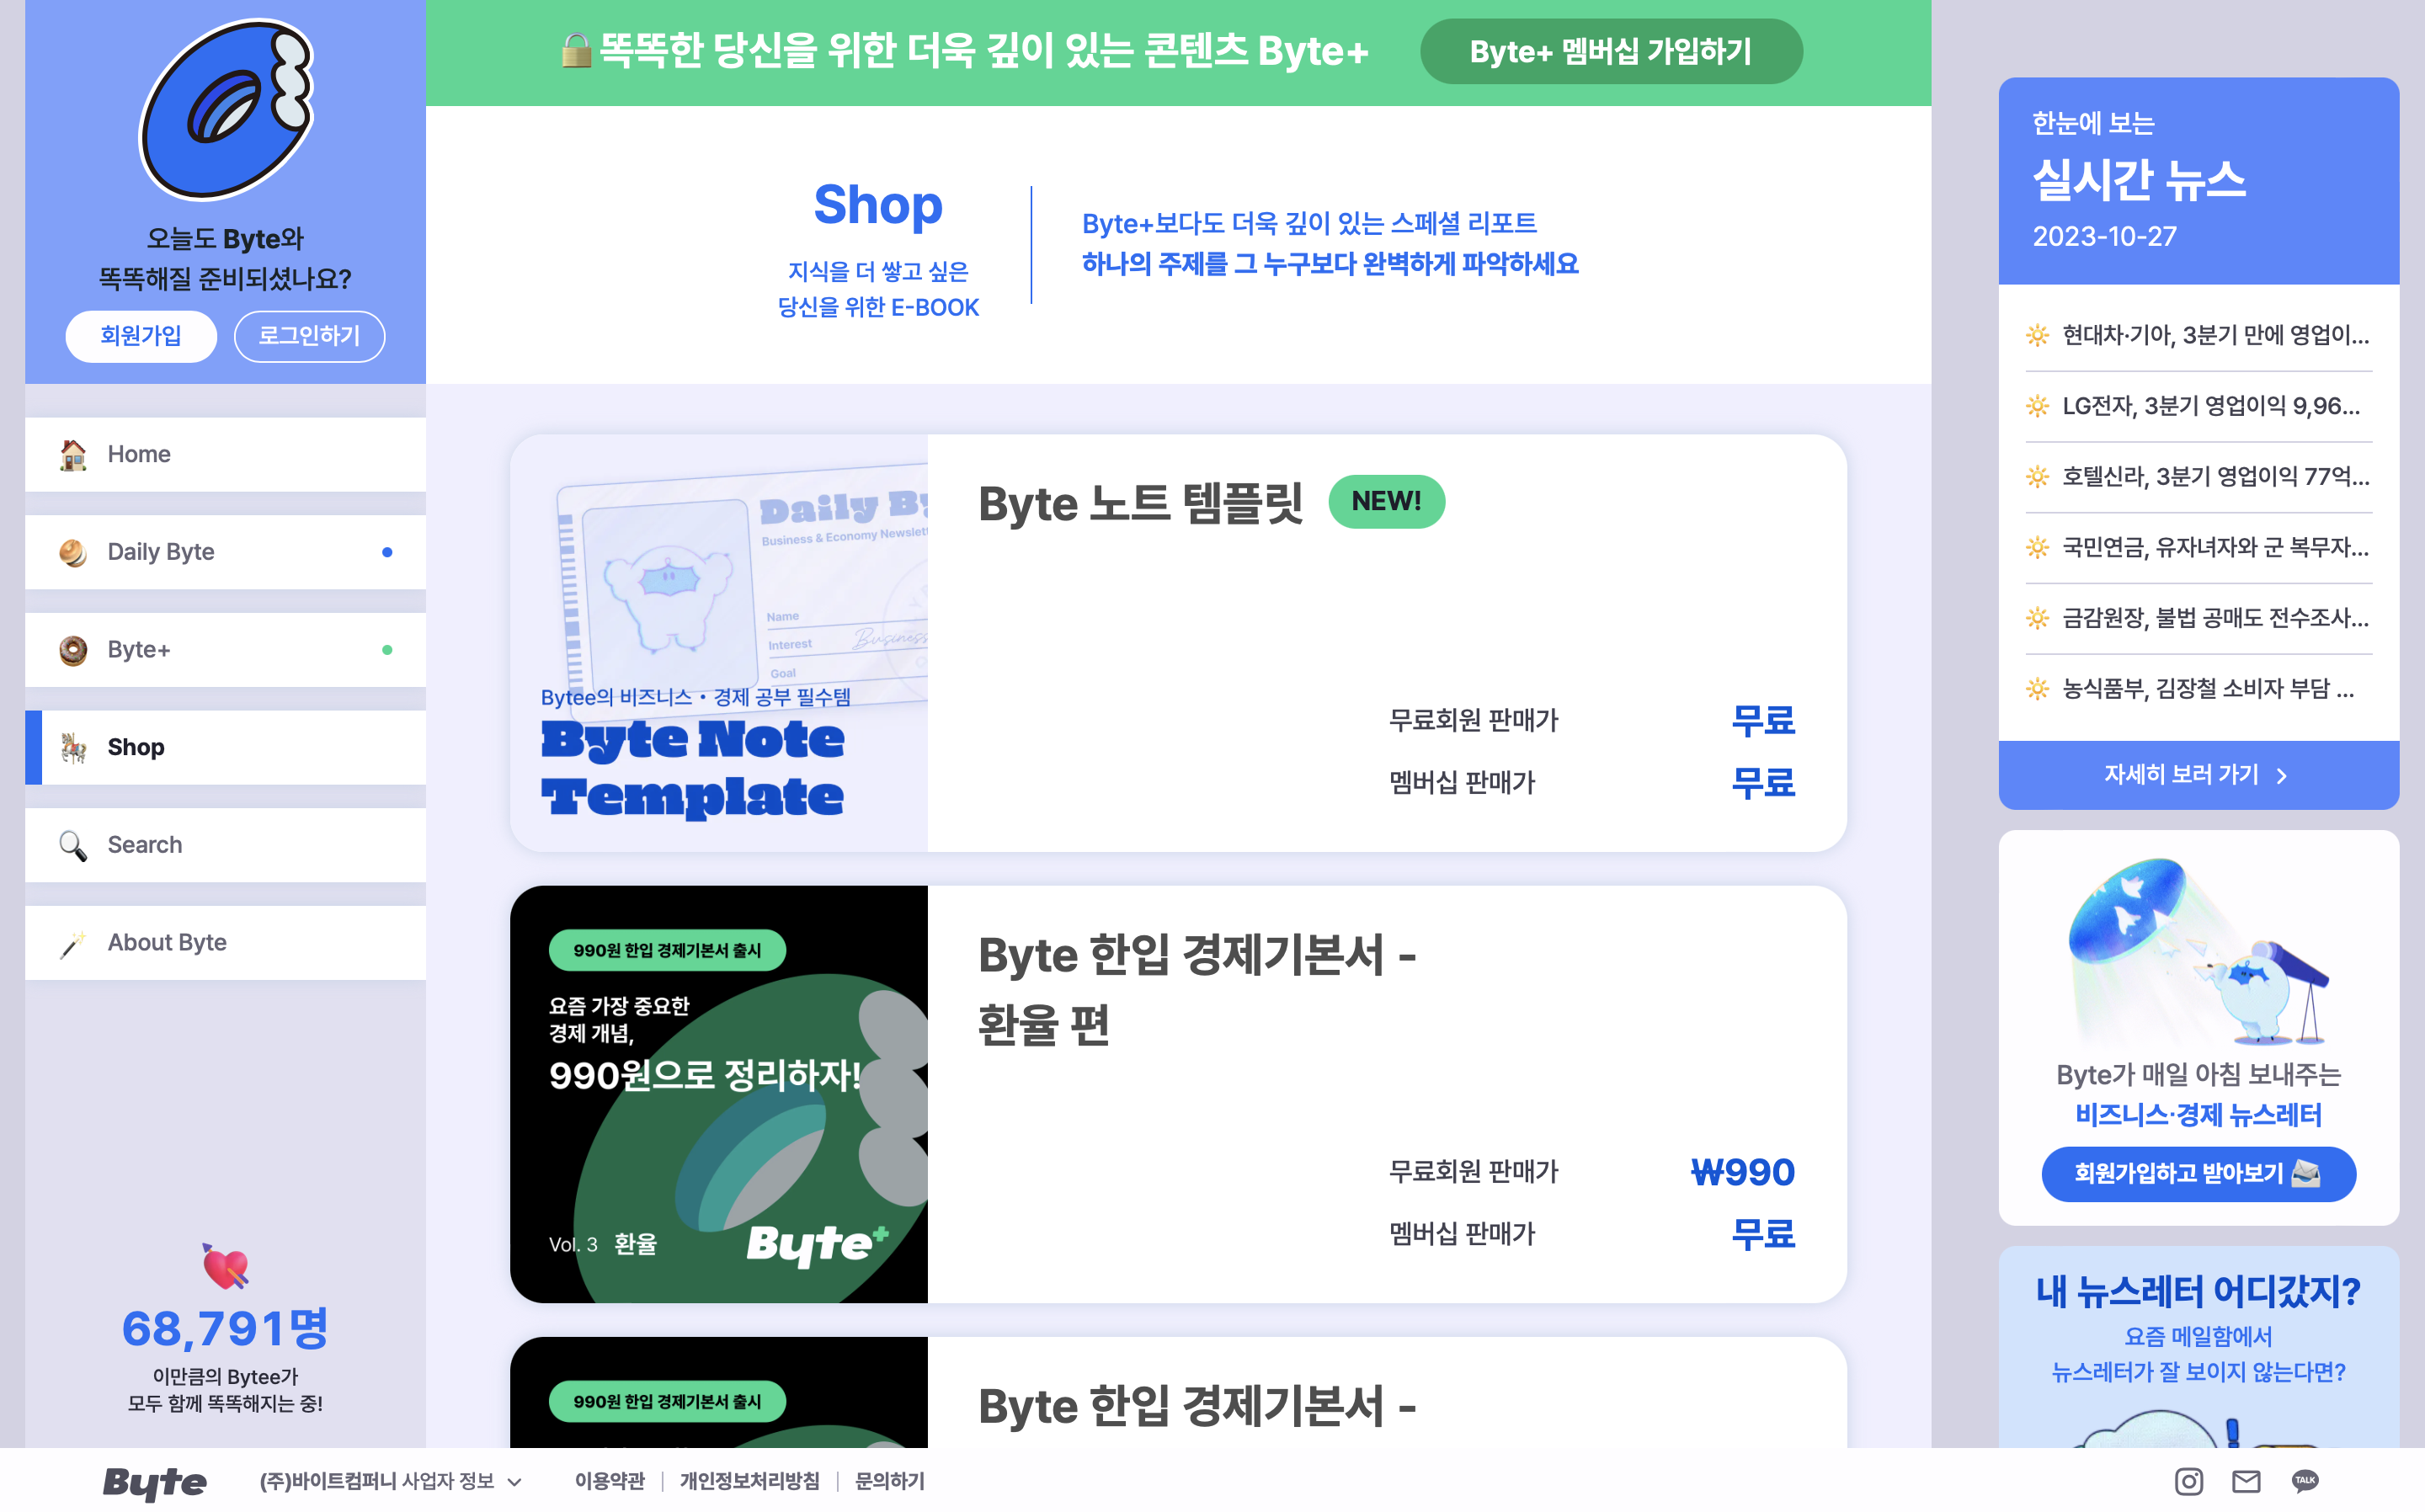 오늘도 Byte와
똑똑해질 준비되셨나요?
회원가입
로그인하기
Home
Daily Byte
Byte+
Shop
Search
About Byte
68,791명
이만큼의 Bytee가
모두 함께 똑똑해지는 중!
똑똑한 당신을 위한 더욱 깊이 있는 콘텐츠 Byte+
Byte+ 멤버십 가입하기
Shop
지식을 더 쌓고 싶은
당신을 위한 E-BOOK
Byte+보다도 더욱 깊이 있는 스페셜 리포트
하나의 주제를 그 누구보다 완벽하게 파악하세요
Business & Economy
Name
Interest
Goal
Bytee의 비즈니스・경제 공부 필수템
Byte Note
Template
Byte 노트 템플릿
NEW!
무료회원 판매가
무료
멤버십 판매가
무료
990원 한입 경제기본서 출시
요즘 가장 중요한
경제 개념,
990원으로 정리하자!
Vol. 3 환율
Byte+
Byte 한입 경제기본서 -
환율 편
무료회원 판매가
₩990
멤버십 판매가
무료
990원 한입 경제기본서 출시
Byte 한입 경제기본서 -
한눈에 보는
실시간 뉴스
2023-10-27
현대차·기아, 3분기 만에 영업이...
LG전자, 3분기 영업이익 9,96...
호텔신라, 3분기 영업이익 77억...
국민연금, 유자녀자와 군 복무자...
금감원장, 불법 공매도 전수조사...
농식품부, 김장철 소비자 부담 ...
자세히 보러 가기
Byte가 매일 아침 보내주는
비즈니스·경제 뉴스레터
회원가입하고 받아보기
내 뉴스레터 어디갔지?
요즘 메일함에서
뉴스레터가 잘 보이지 않는다면?
Byte
(주)바이트컴퍼니 사업자 정보
이용약관
개인정보처리방침
문의하기
TALK